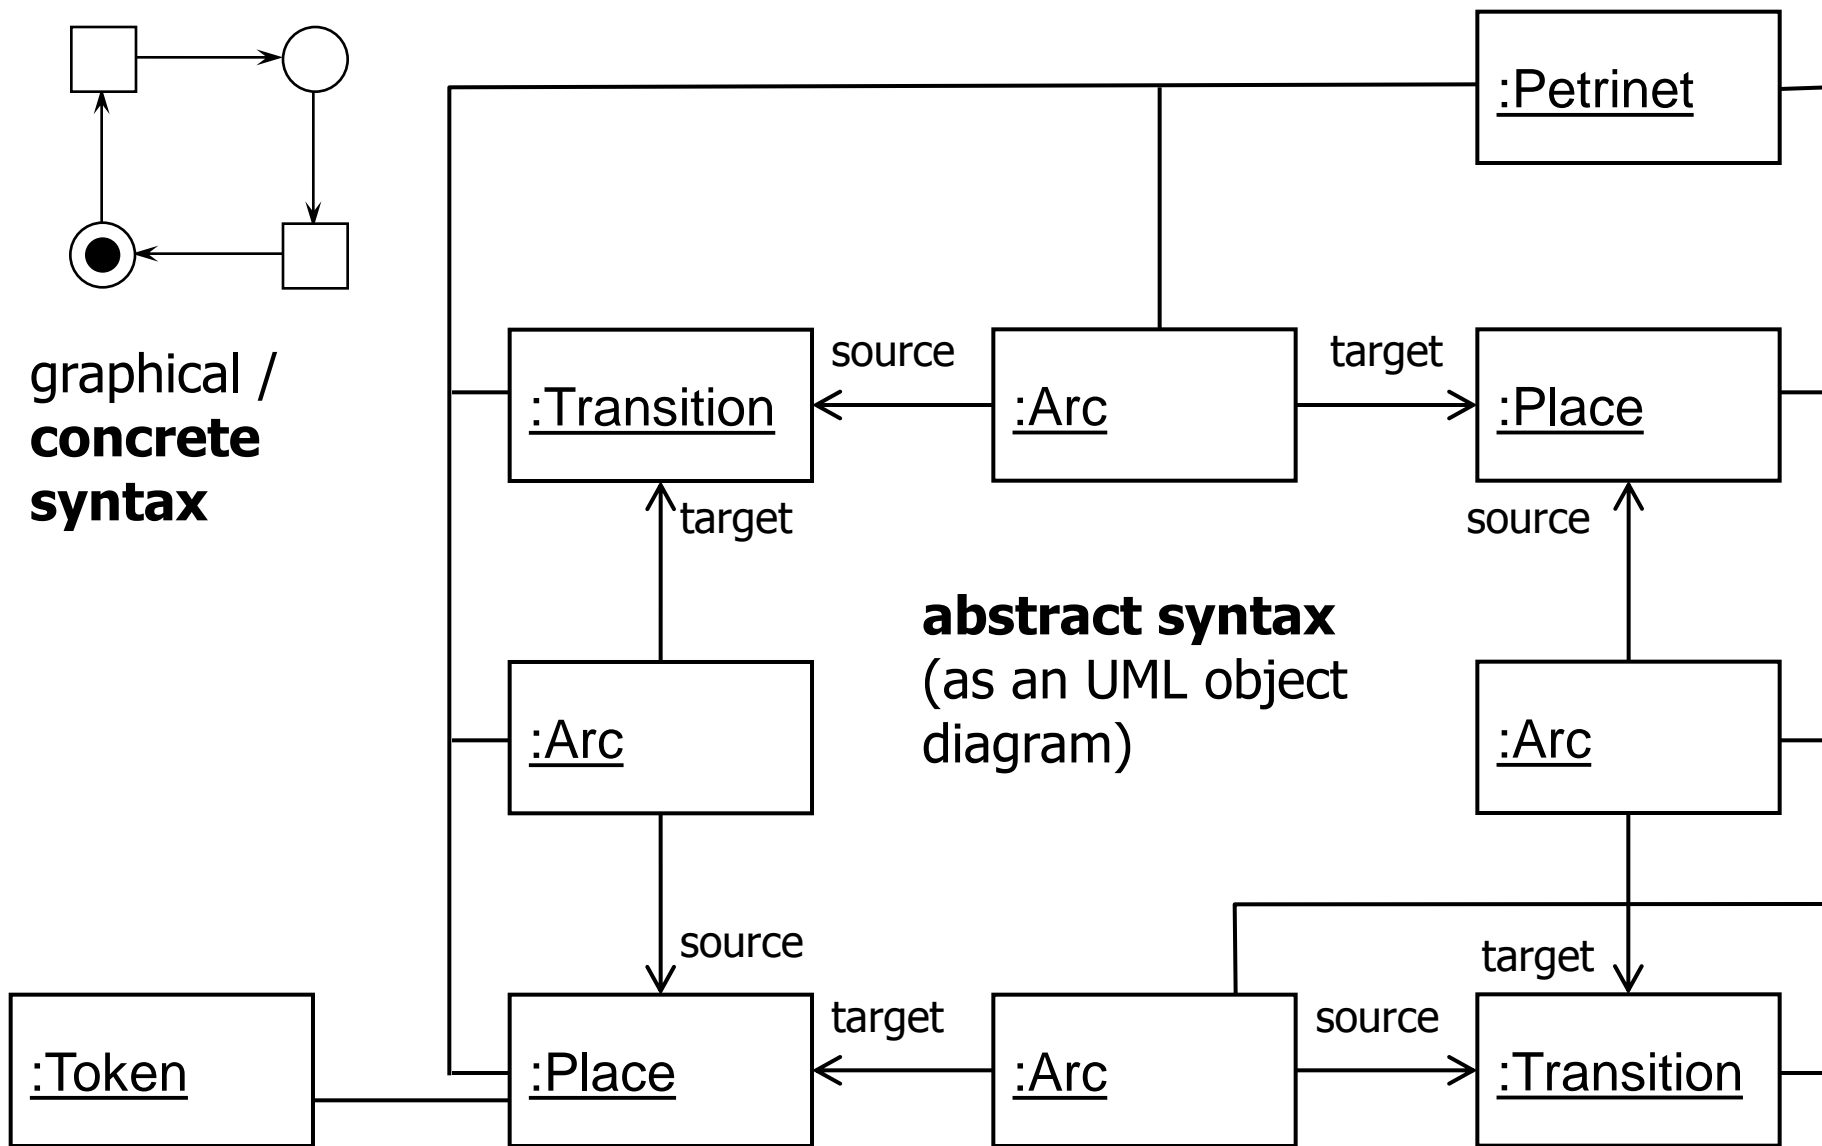 :Petrinet
source
target
graphical /
concrete
syntax
:Transition
:Arc
:Place
target
source
abstract syntax
(as an UML object
diagram)
:Arc
:Arc
source
target
target
source
:Token
:Place
:Arc
:Transition